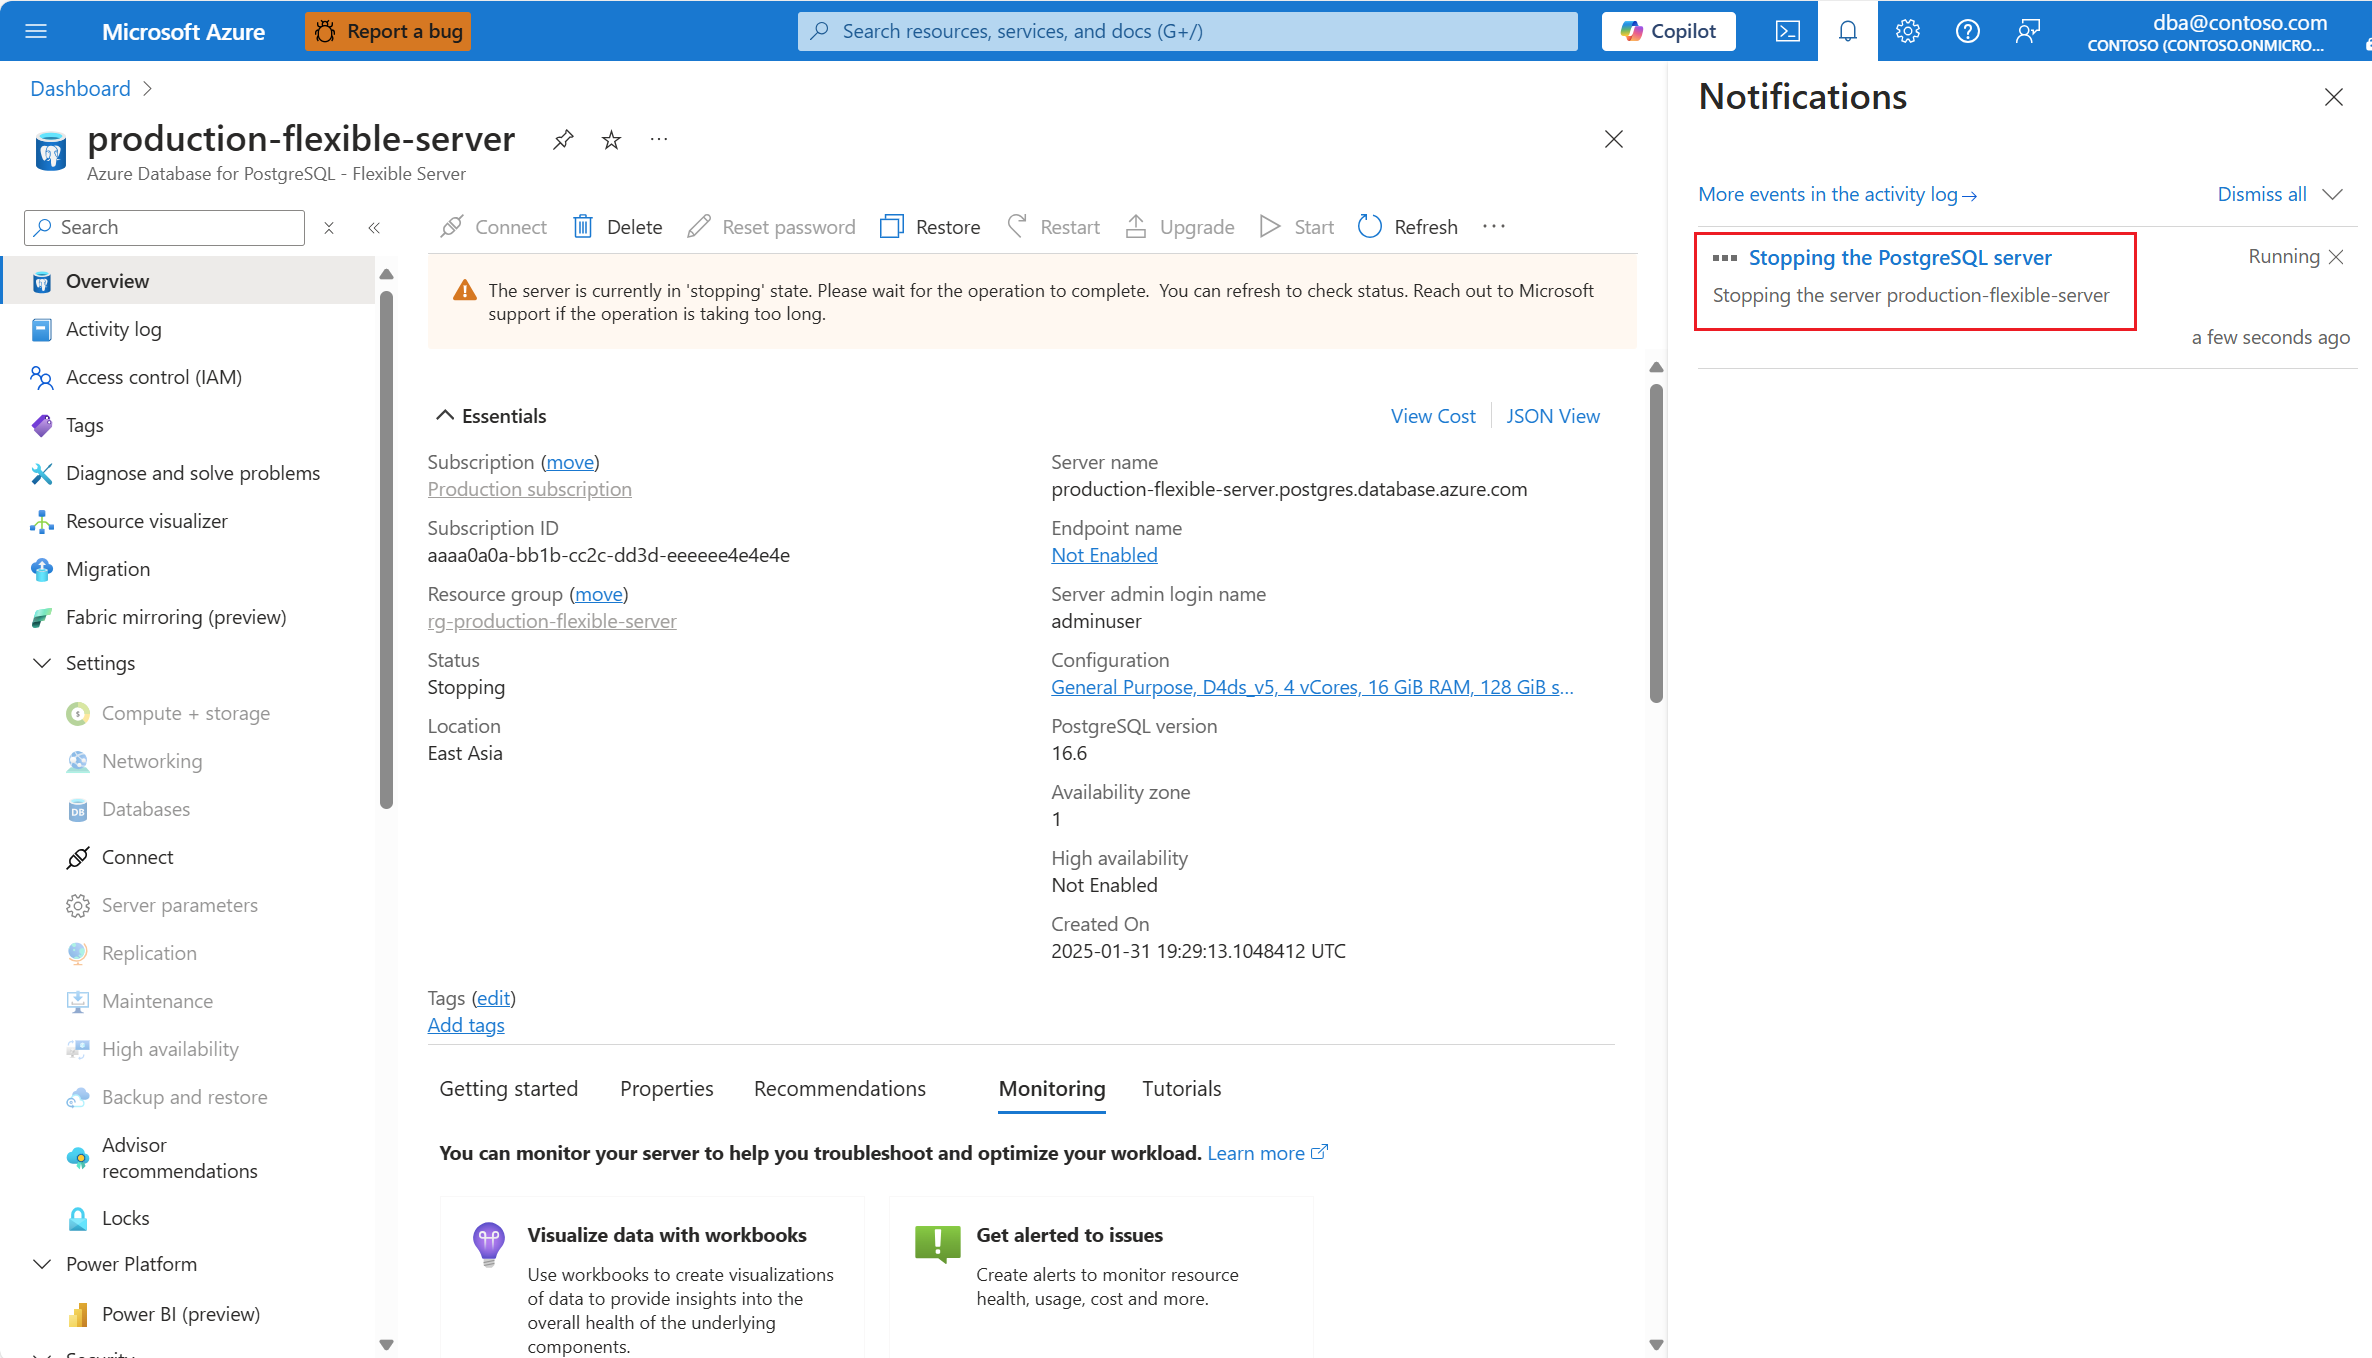 Microsoft Azure
Report a bug
Search resources, services, and docs (G+/)
Copilot
dba@contoso.com
CONTOSO (CONTOSO.ONMICRO...
Dashboard
production-flexible-server
Azure Database for PostgreSQL - Flexible Server
Search
Overview
Activity log
Access control (IAM)
Tags
Diagnose and solve problems
Resource visualizer
Migration
Fabric mirroring (preview)
Settings
Compute + storage
Networking
Databases
Connect
Server parameters
Replication
Maintenance
High availability
Backup and restore
Advisor
recommendations
Locks
Power Platform
Power BI (preview)
Security
Connect
Delete
Reset password
Restore
Restart
Upgrade
Start
Refresh
The server is currently in 'stopping' state. Please wait for the operation to complete. You can refresh to check status. Reach out to Microsoft
support if the operation is taking too long.
Essentials
View Cost
JSON View
Subscription (move)
Production subscription
Subscription ID
aaaa0a0a-bb1b-cc2c-dd3d-eeeeee4e4e4e
Resource group (move)
rg-production-flexible-server
Status
Stopping
Location
East Asia
Server name
production-flexible-server.postgres.database.azure.com
Endpoint name
Not Enabled
Server admin login name
adminuser
Configuration
General Purpose, D4ds_v5, 4 vCores, 16 GiB RAM, 128 GiB s...
PostgreSQL version
16.6
Availability zone
1
High availability
Not Enabled
Created On
2025-01-31 19:29:13.1048412 UTC
Tags (edit)
Add tags
Getting started
Properties
Recommendations
Monitoring
Tutorials
You can monitor your server to help you troubleshoot and optimize your workload. Learn more
Visualize data with workbooks
Use workbooks to create visualizations
of data to provide insights into the
overall health of the underlying
components.
Get alerted to issues
Create alerts to monitor resource
health, usage, cost and more.
Notifications
More events in the activity log→
Dismiss all
Stopping the PostgreSQL server
Running
Stopping the server production-flexible-server
a few seconds ago